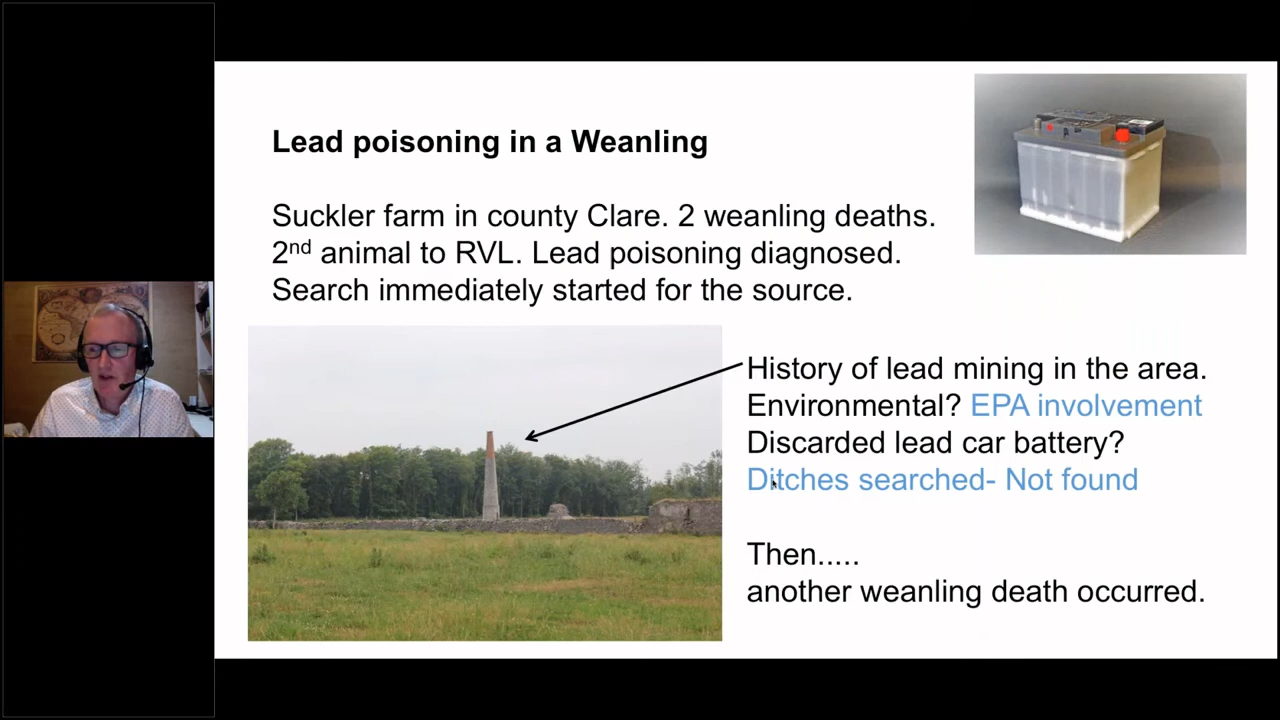 Lead poisoning in a Weanling
Suckler farm in county Clare. 2 weanling deaths.
2nd animal to RVL. Lead poisoning diagnosed.
Search immediately started for the source.
History of lead mining in the area.
Environmental? EPA involvement
Discarded lead car battery?
Ditches searched- Not found
Then.....
another weanling death occurred.